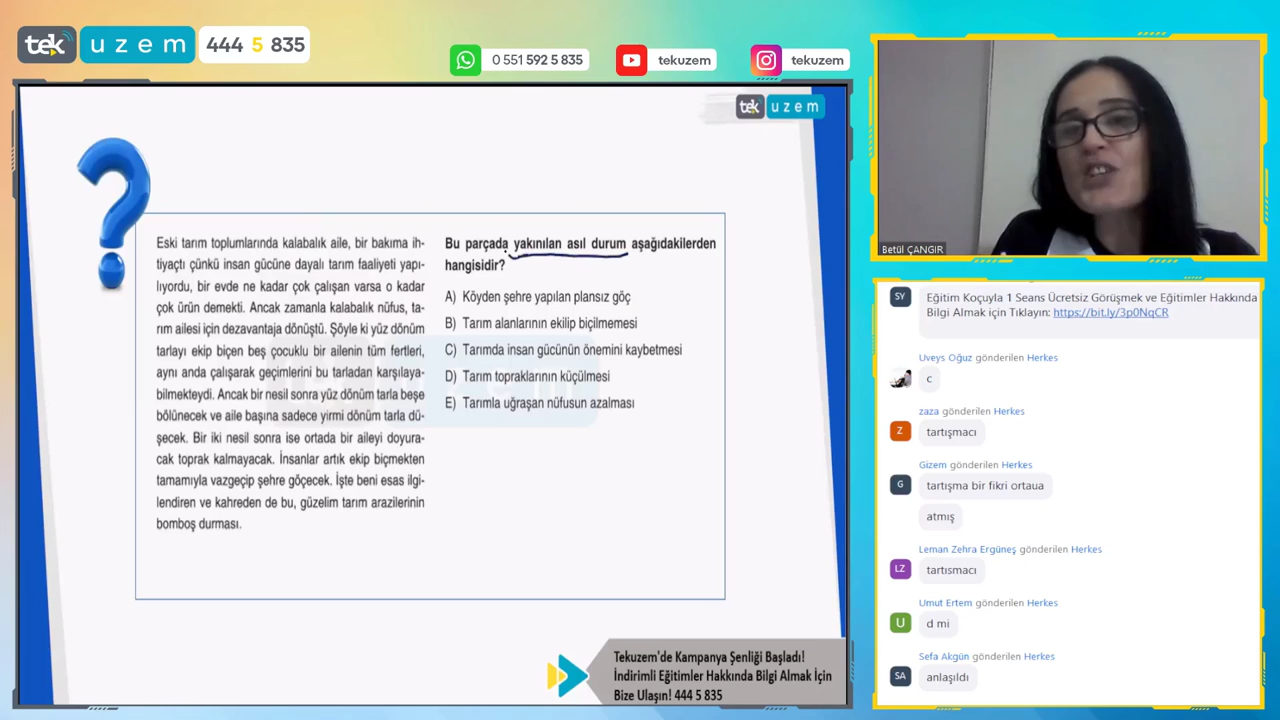 tek uzem 444 5 835
0 551 592 5 835
tekuzem
tekuzem
tek uzem
Eski tarım toplumlarında kalabalık aile, bir bakıma ih-
tiyaçtı çünkü insan gücüne dayalı tarım faaliyeti yapı-
lıyordu, bir evde ne kadar çok çalışan varsa o kadar
çok ürün demekti. Ancak zamanla kalabalık nüfus, ta-
rım ailesi için dezavantaja dönüştü. Şöyle ki yüz dönüm
tarlayı ekip biçen beş çocuklu bir ailenin tüm fertleri,
aynı anda çalışarak geçimlerini bu tarladan karşılaya-
bilmekteydi. Ancak bir nesil sonra yüz dönüm tarla beşe
bölünecek ve aile başına sadece yirmi dönüm tarla dü-
şecek. Bir iki nesil sonra ise ortada bir aileyi doyura-
cak toprak kalmayacak. İnsanlar artık ekip biçmekten
tamamıyla vazgeçip şehre göçecek. İşte beni esas ilgi-
lendiren ve kahreden de bu, güzelim tarım arazilerinin
bomboş durması.
Bu parçada yakınılan asıl durum aşağıdakilerden
hangisidir?
A) Köyden şehre yapılan plansız göç
B) Tarım alanlarının ekilip biçilmemesi
C) Tarımda insan gücünün önemini kaybetmesi
D) Tarım topraklarının küçülmesi
E) Tarımla uğraşan nüfusun azalması
Tekuzem'de Kampanya Şenliği Başladı!
İndirimli Eğitimler Hakkında Bilgi Almak İçin
Bize Ulaşın! 444 5 835
Betül ÇANGIR
SY
Eğitim Koçuyla 1 Seans Ücretsiz Görüşmek ve Eğitimler Hakkında
Bilgi Almak için Tıklayın: https://bit.ly/3p0NqCR
Uveys Oğuz gönderilen Herkes
c
zaza gönderilen Herkes
Z
tartışmacı
Gizem gönderilen Herkes
G
tartışma bir fikri ortaua
atmış
Leman Zehra Ergüneş gönderilen Herkes
LZ
tartısmacı
Umut Ertem gönderilen Herkes
U
d mi
Sefa Akgün gönderilen Herkes
SA
anlaşıldı